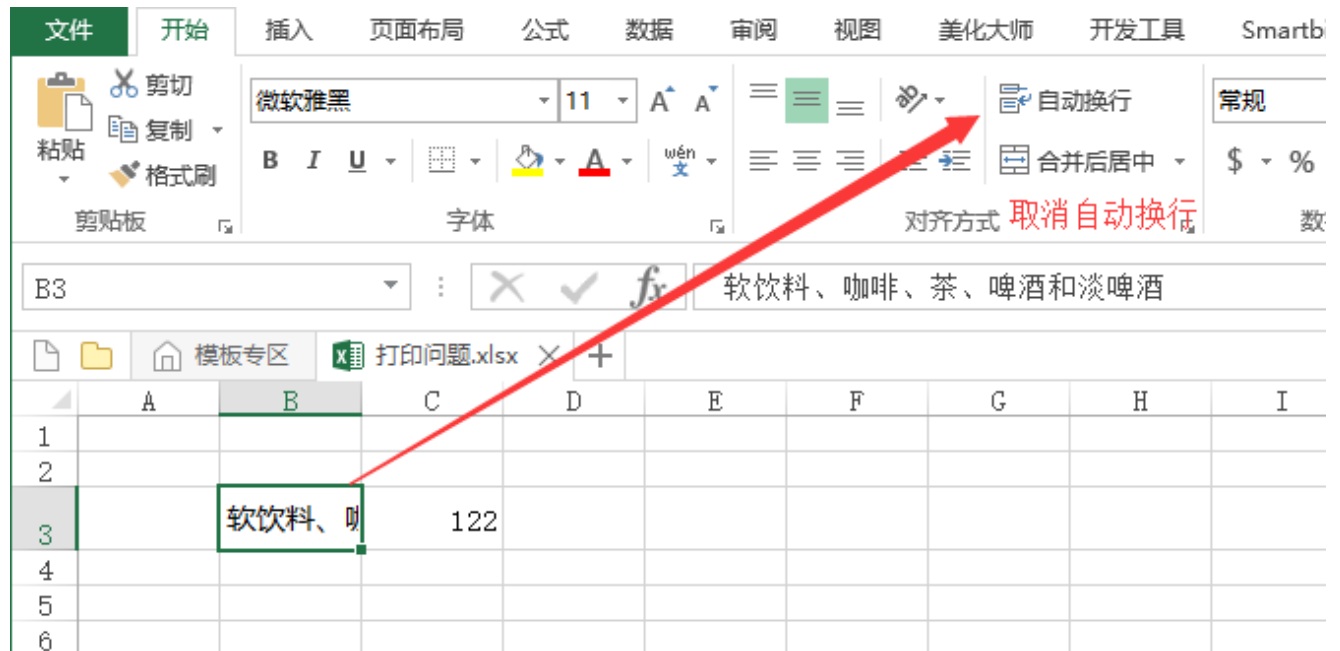 文件 开始 插入 页面布局 公式 数据 审阅 视图 美化大师 开发工具 Smartbi
剪切 微软雅黑 11 A A 自动换行 常规
复制
粘贴 格式刷 B I U A wén 文 合并后居中 $ %
剪贴板 字体 对齐方式 取消自动换行 数
B3 fx 软饮料、咖啡、茶、啤酒和淡啤酒
模板专区 打印问题.xlsx
A B C D E F G H I
1
2
3 软饮料、 122
4
5
6